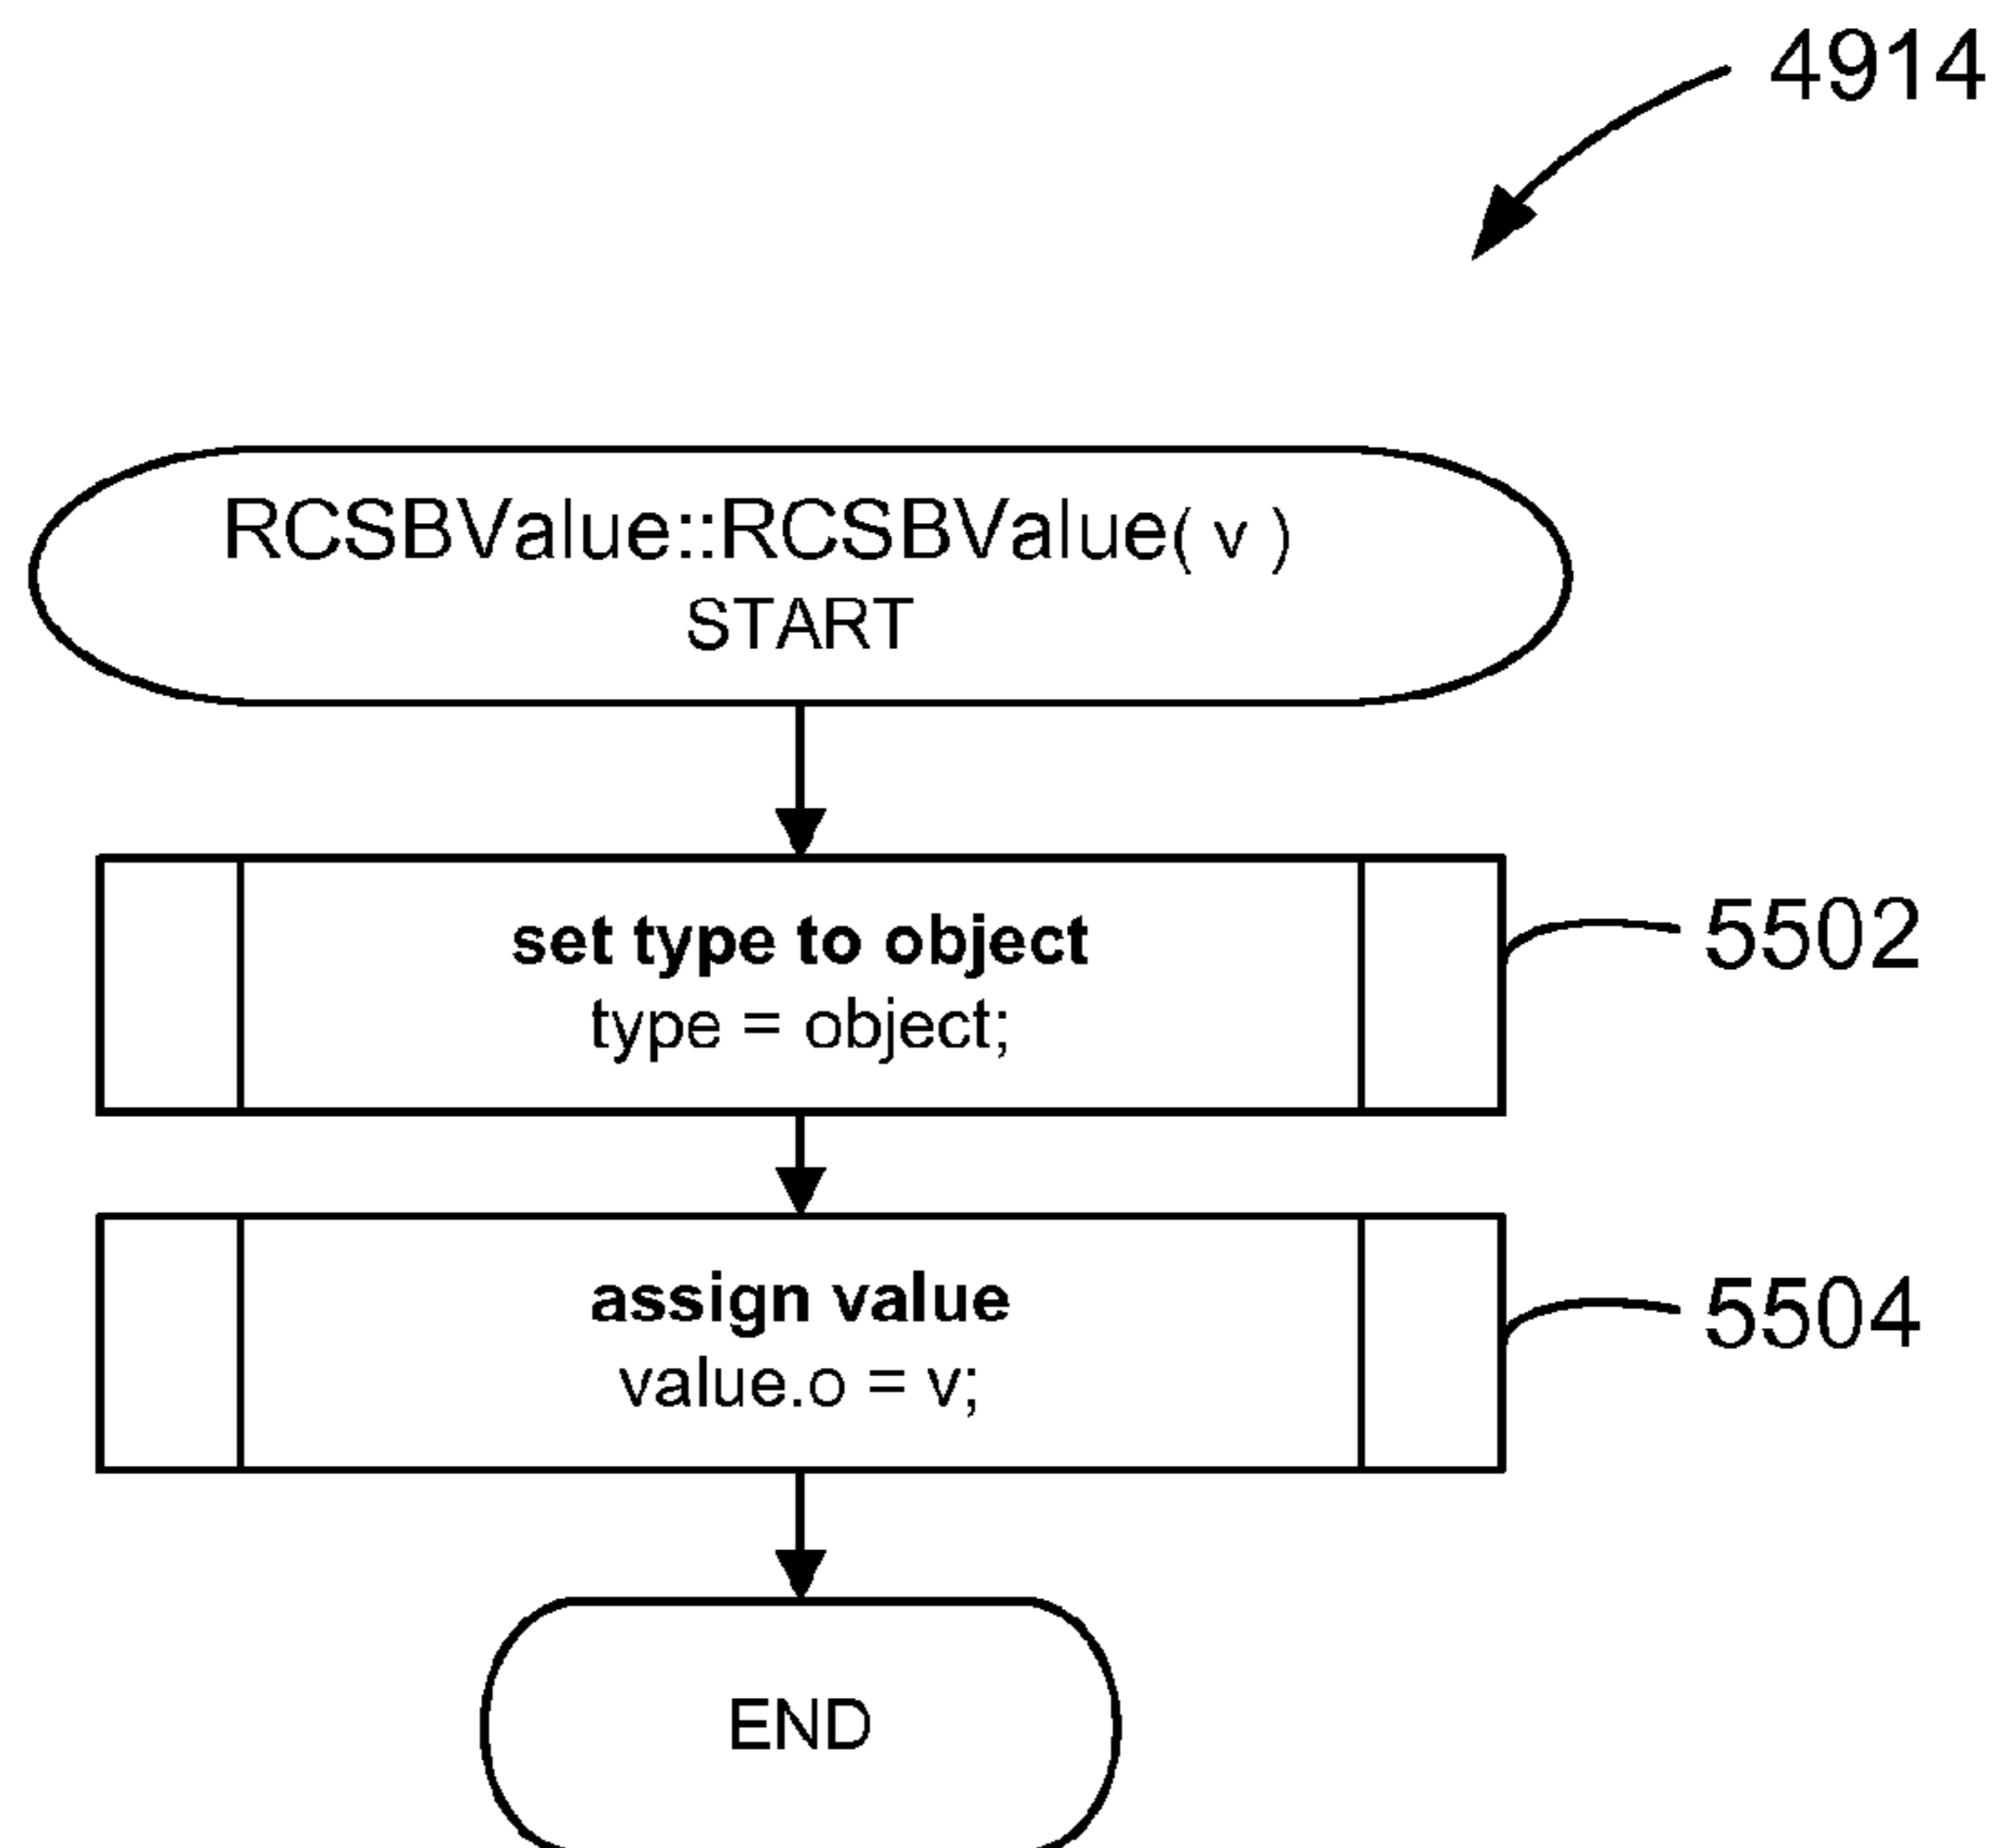 4914
RCSBValue::RCSBValue( v )
START
set type to object
type = object;
5502
assign value
value.o = v;
5504
END